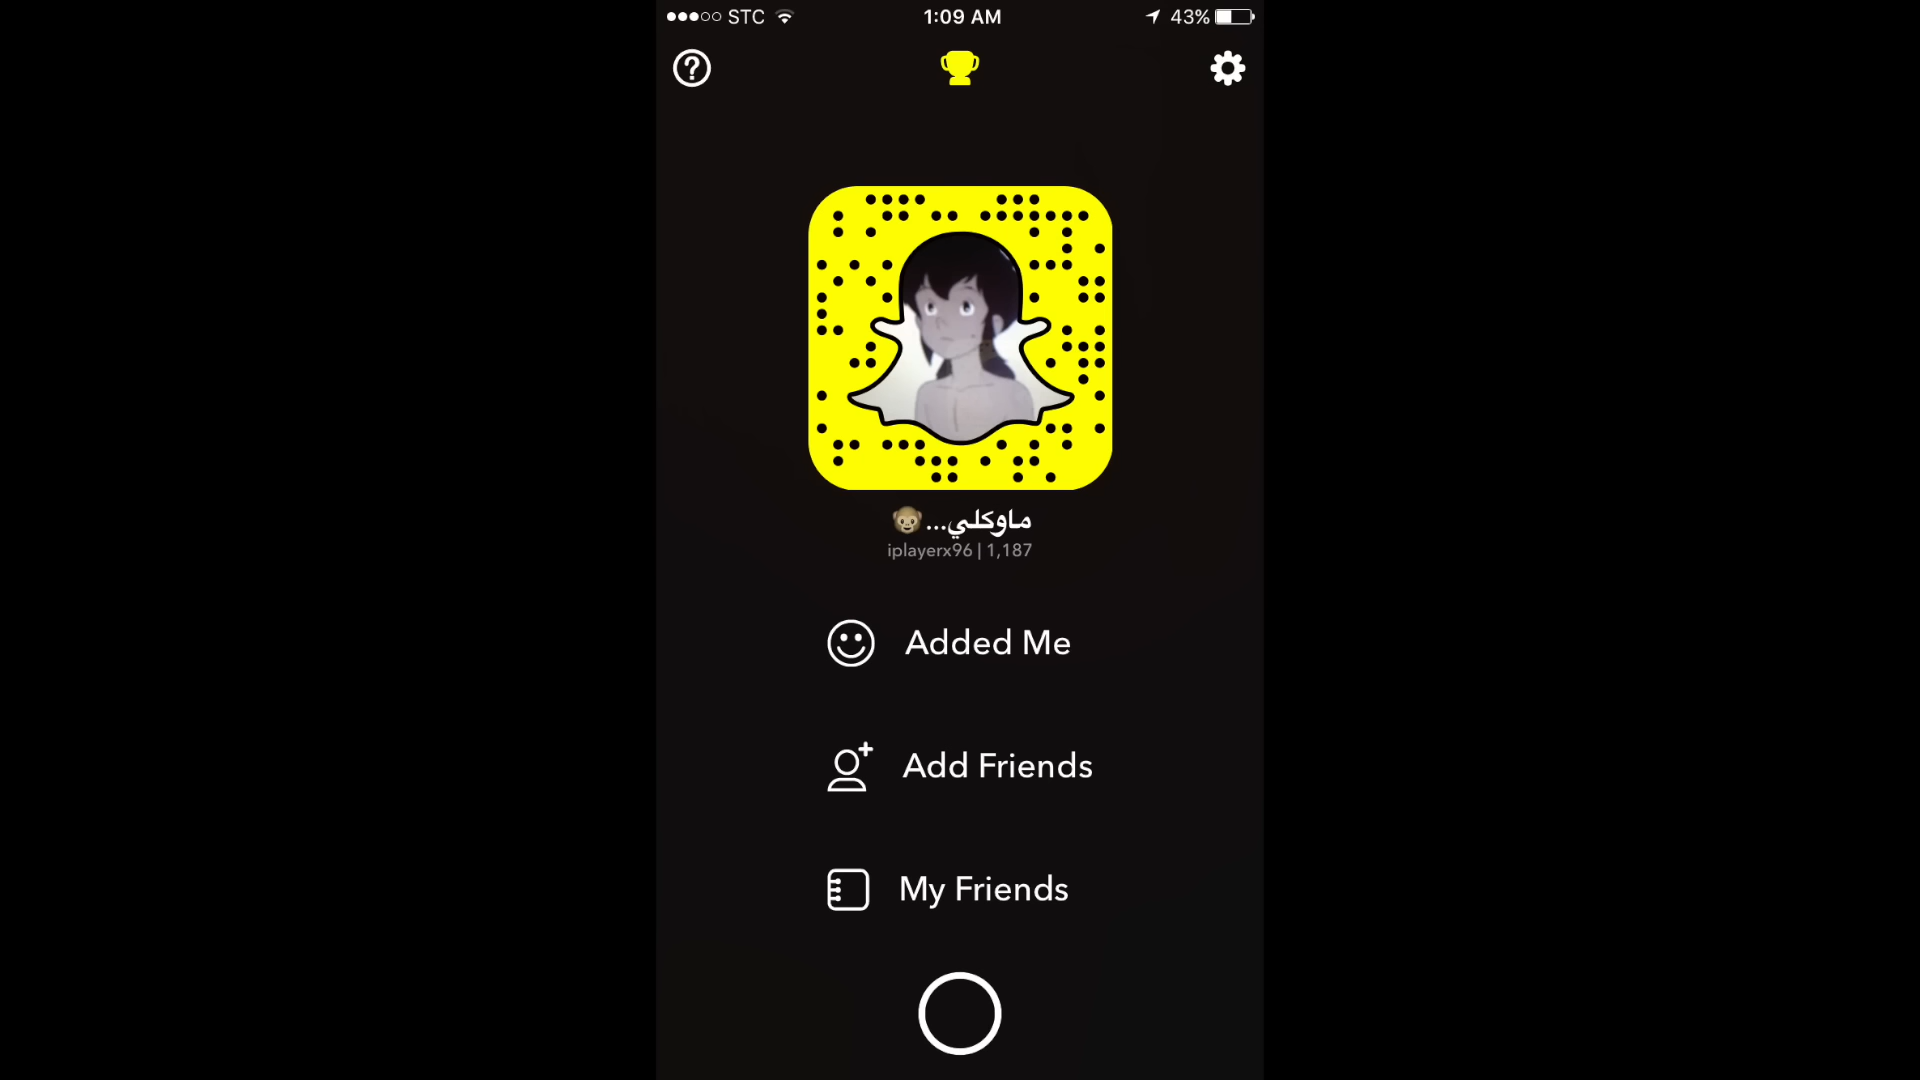 STC 1:09 AM 43%
ماوكلي...🐵
iplayerx96 | 1,187
Added Me
Add Friends
My Friends